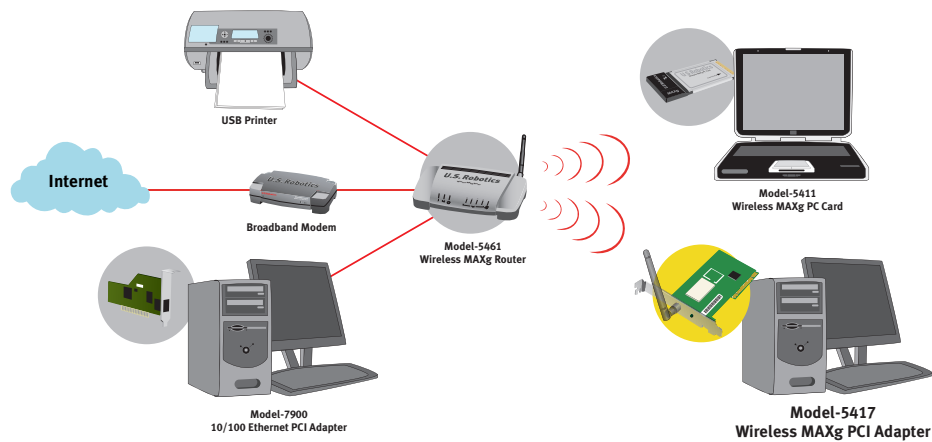 USB Printer
Internet
U.S. Robotics
Broadband Modem
U.S. Robotics
Model-5461
Wireless MAXg Router
Model-5411
Wireless MAXg PC Card
Model-7900
10/100 Ethernet PCI Adapter
Model-5417
Wireless MAXg PCI Adapter